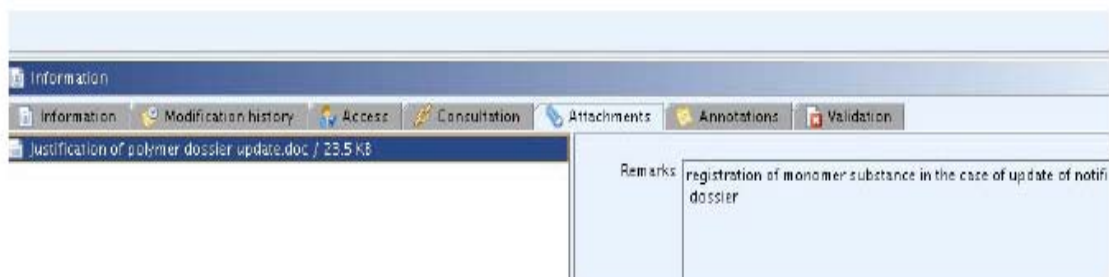 Information
Information Modification history Access Consultation Attachments Annotations Validation
Justification of polymer dossier update.doc / 23.5 KB
Remarks registration of monomer substance in the case of update of notifi
dossier